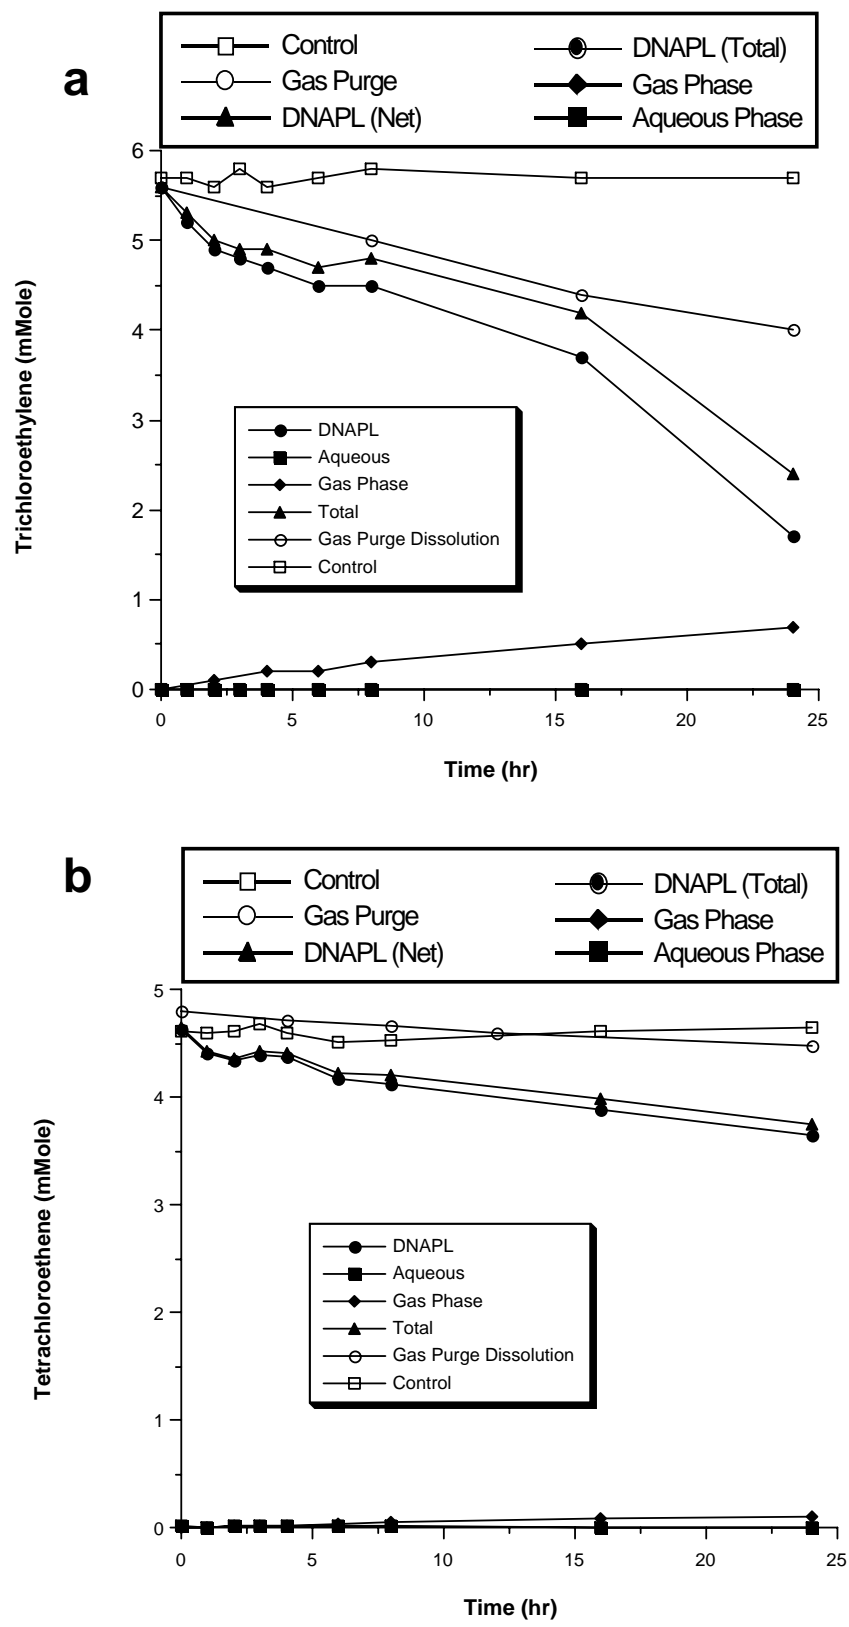 a
Control
DNAPL (Total)
Gas Purge
Gas Phase
DNAPL (Net)
Aqueous Phase
6
5
4
3
2
1
0
Trichloroethylene (mMole)
DNAPL
Aqueous
Gas Phase
Total
Gas Purge Dissolution
Control
0 5 10 15 20 25
Time (hr)
b
Control
DNAPL (Total)
Gas Purge
Gas Phase
DNAPL (Net)
Aqueous Phase
5
4
3
2
1
0
Tetrachloroethene (mMole)
DNAPL
Aqueous
Gas Phase
Total
Gas Purge Dissolution
Control
0 5 10 15 20 25
Time (hr)